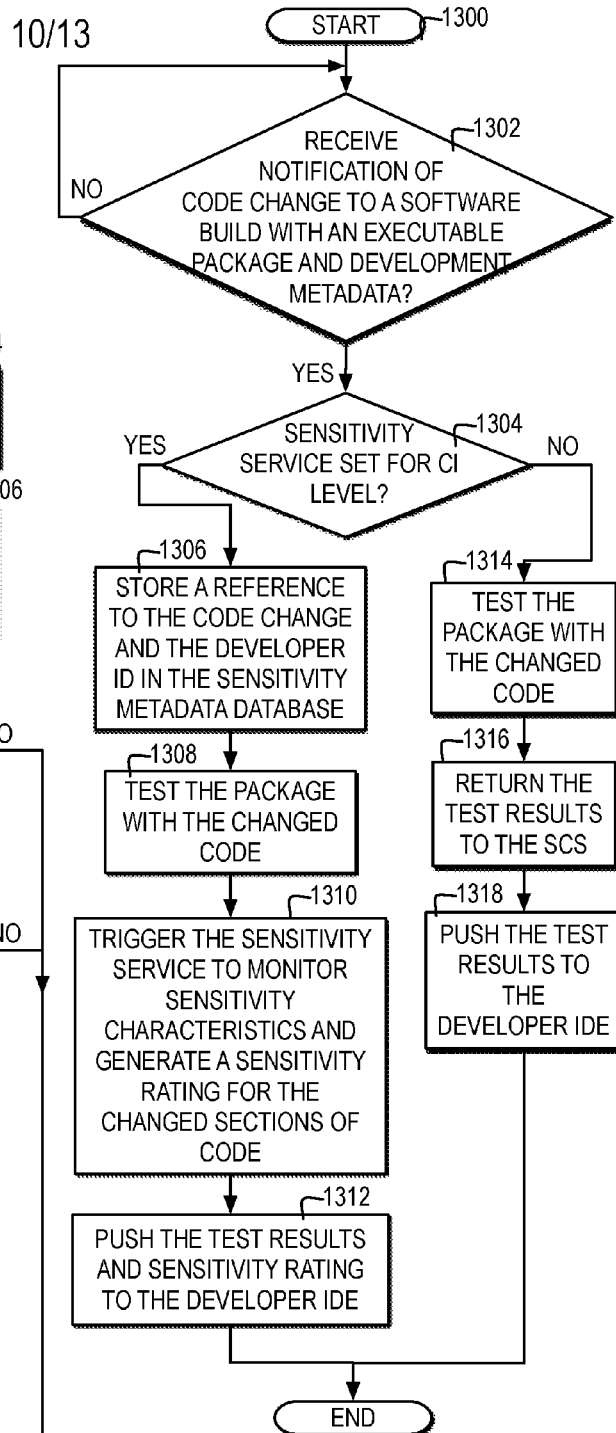 10/13
START
1300
1302
RECEIVE
NOTIFICATION OF
CODE CHANGE TO A SOFTWARE
BUILD WITH AN EXECUTABLE
PACKAGE AND DEVELOPMENT
METADATA?
NO
YES
1304
SENSITIVITY
SERVICE SET FOR CI
LEVEL?
YES
NO
1306
STORE A REFERENCE
TO THE CODE CHANGE
AND THE DEVELOPER
ID IN THE SENSITIVITY
METADATA DATABASE
1308
TEST THE PACKAGE
WITH THE CHANGED
CODE
1310
TRIGGER THE SENSITIVITY
SERVICE TO MONITOR
SENSITIVITY
CHARACTERISTICS AND
GENERATE A SENSITIVITY
RATING FOR THE
CHANGED SECTIONS OF
CODE
1312
PUSH THE TEST RESULTS
AND SENSITIVITY RATING
TO THE DEVELOPER IDE
1314
TEST THE
PACKAGE WITH
THE CHANGED
CODE
1316
RETURN THE
TEST RESULTS
TO THE SCS
1318
PUSH THE TEST
RESULTS TO
THE
DEVELOPER IDE
END